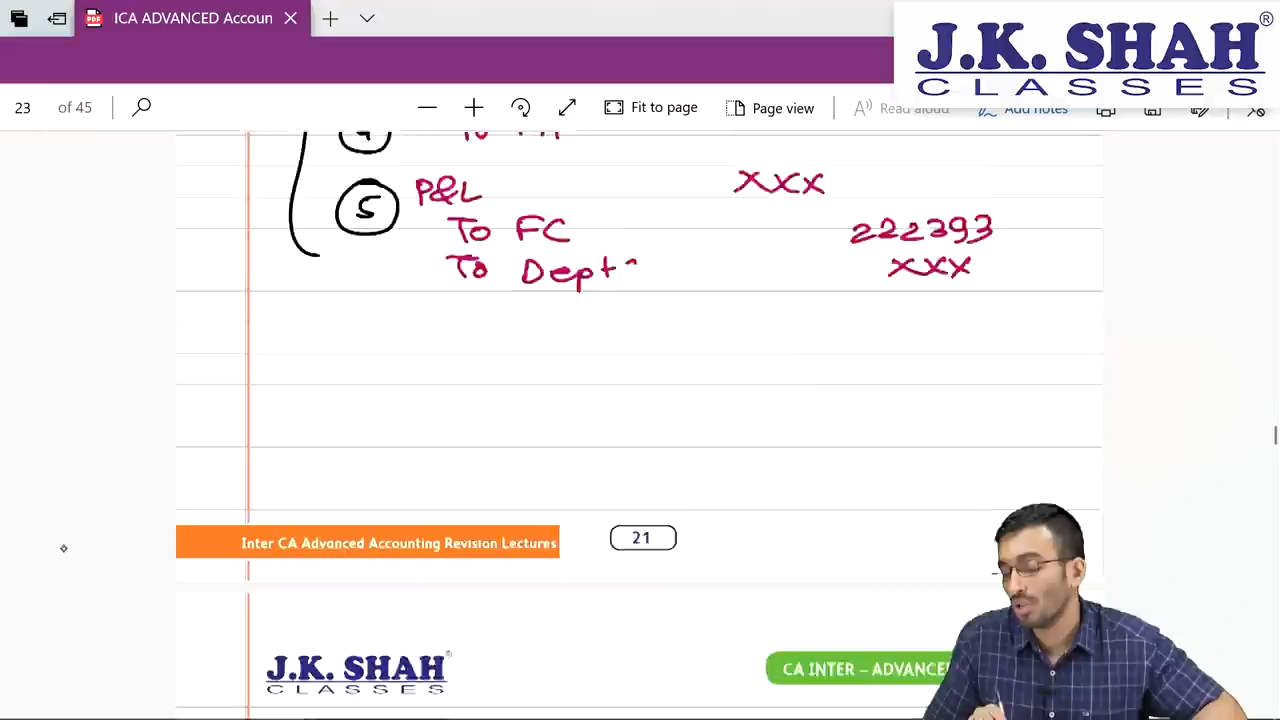 ICA ADVANCED Accoun
J.K. SHAH®
CLASSES
23 of 45
Fit to page
Page view
Read aloud
Add notes
5 P&L XXX
To FC 222393
To Dept XXX
Inter CA Advanced Accounting Revision Lectures
21
J.K. SHAH®
CLASSES
CA INTER – ADVANCE